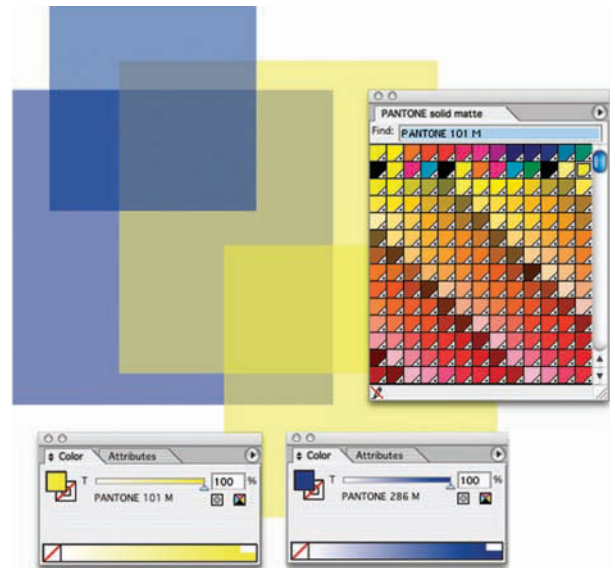 PANTONE solid matte
Find: PANTONE 101 M
Color Attributes
T 100 %
PANTONE 101 M
Color Attributes
T 100 %
PANTONE 286 M